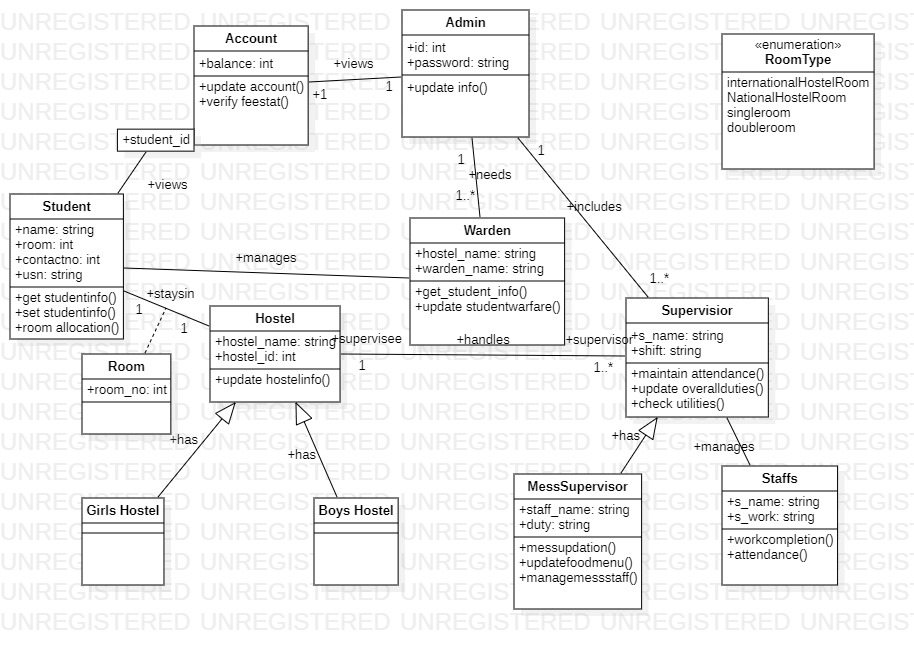 Account
+balance: int
+update account()
+verify feestat()
+student_id
+views
+1
1
Admin
+id: int
+password: string
+update info()
«enumeration»
RoomType
internationalHostelRoom
NationalHostelRoom
singleroom
doubleroom
1
+needs
1..*
1
+includes
1..*
+views
Student
+name: string
+room: int
+contactno: int
+usn: string
+get studentinfo()
+set studentinfo()
+room allocation()
+manages
Warden
+hostel_name: string
+warden_name: string
+get_student_info()
+update studentwarfare()
+staysin
1
1
Hostel
+hostel_name: string
+hostel_id: int
+update hostelinfo()
+supervisee
1
+handles
+supervisor
1..*
Supervisior
+s_name: string
+shift: string
+maintain attendance()
+update overallduties()
+check utilities()
Room
+room_no: int
+has
+has
+has
+manages
Girls Hostel
Boys Hostel
MesSupervisor
+staff_name: string
+duty: string
+messupdation()
+updatefoodmenu()
+managemessstaff()
Staffs
+s_name: string
+s_work: string
+workcompletion()
+attendance()
UNREGISTERED